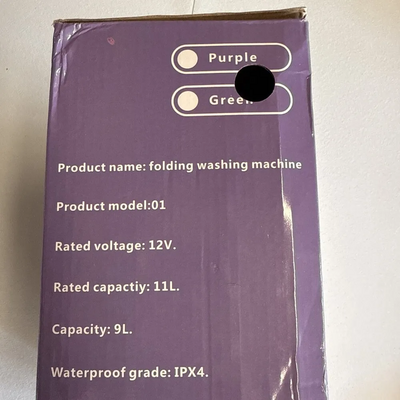 Purple
Green
Product name: folding washing machine
Product model:01
Rated voltage: 12V.
Rated capactiy: 11L.
Capacity: 9L.
Waterproof grade: IPX4.